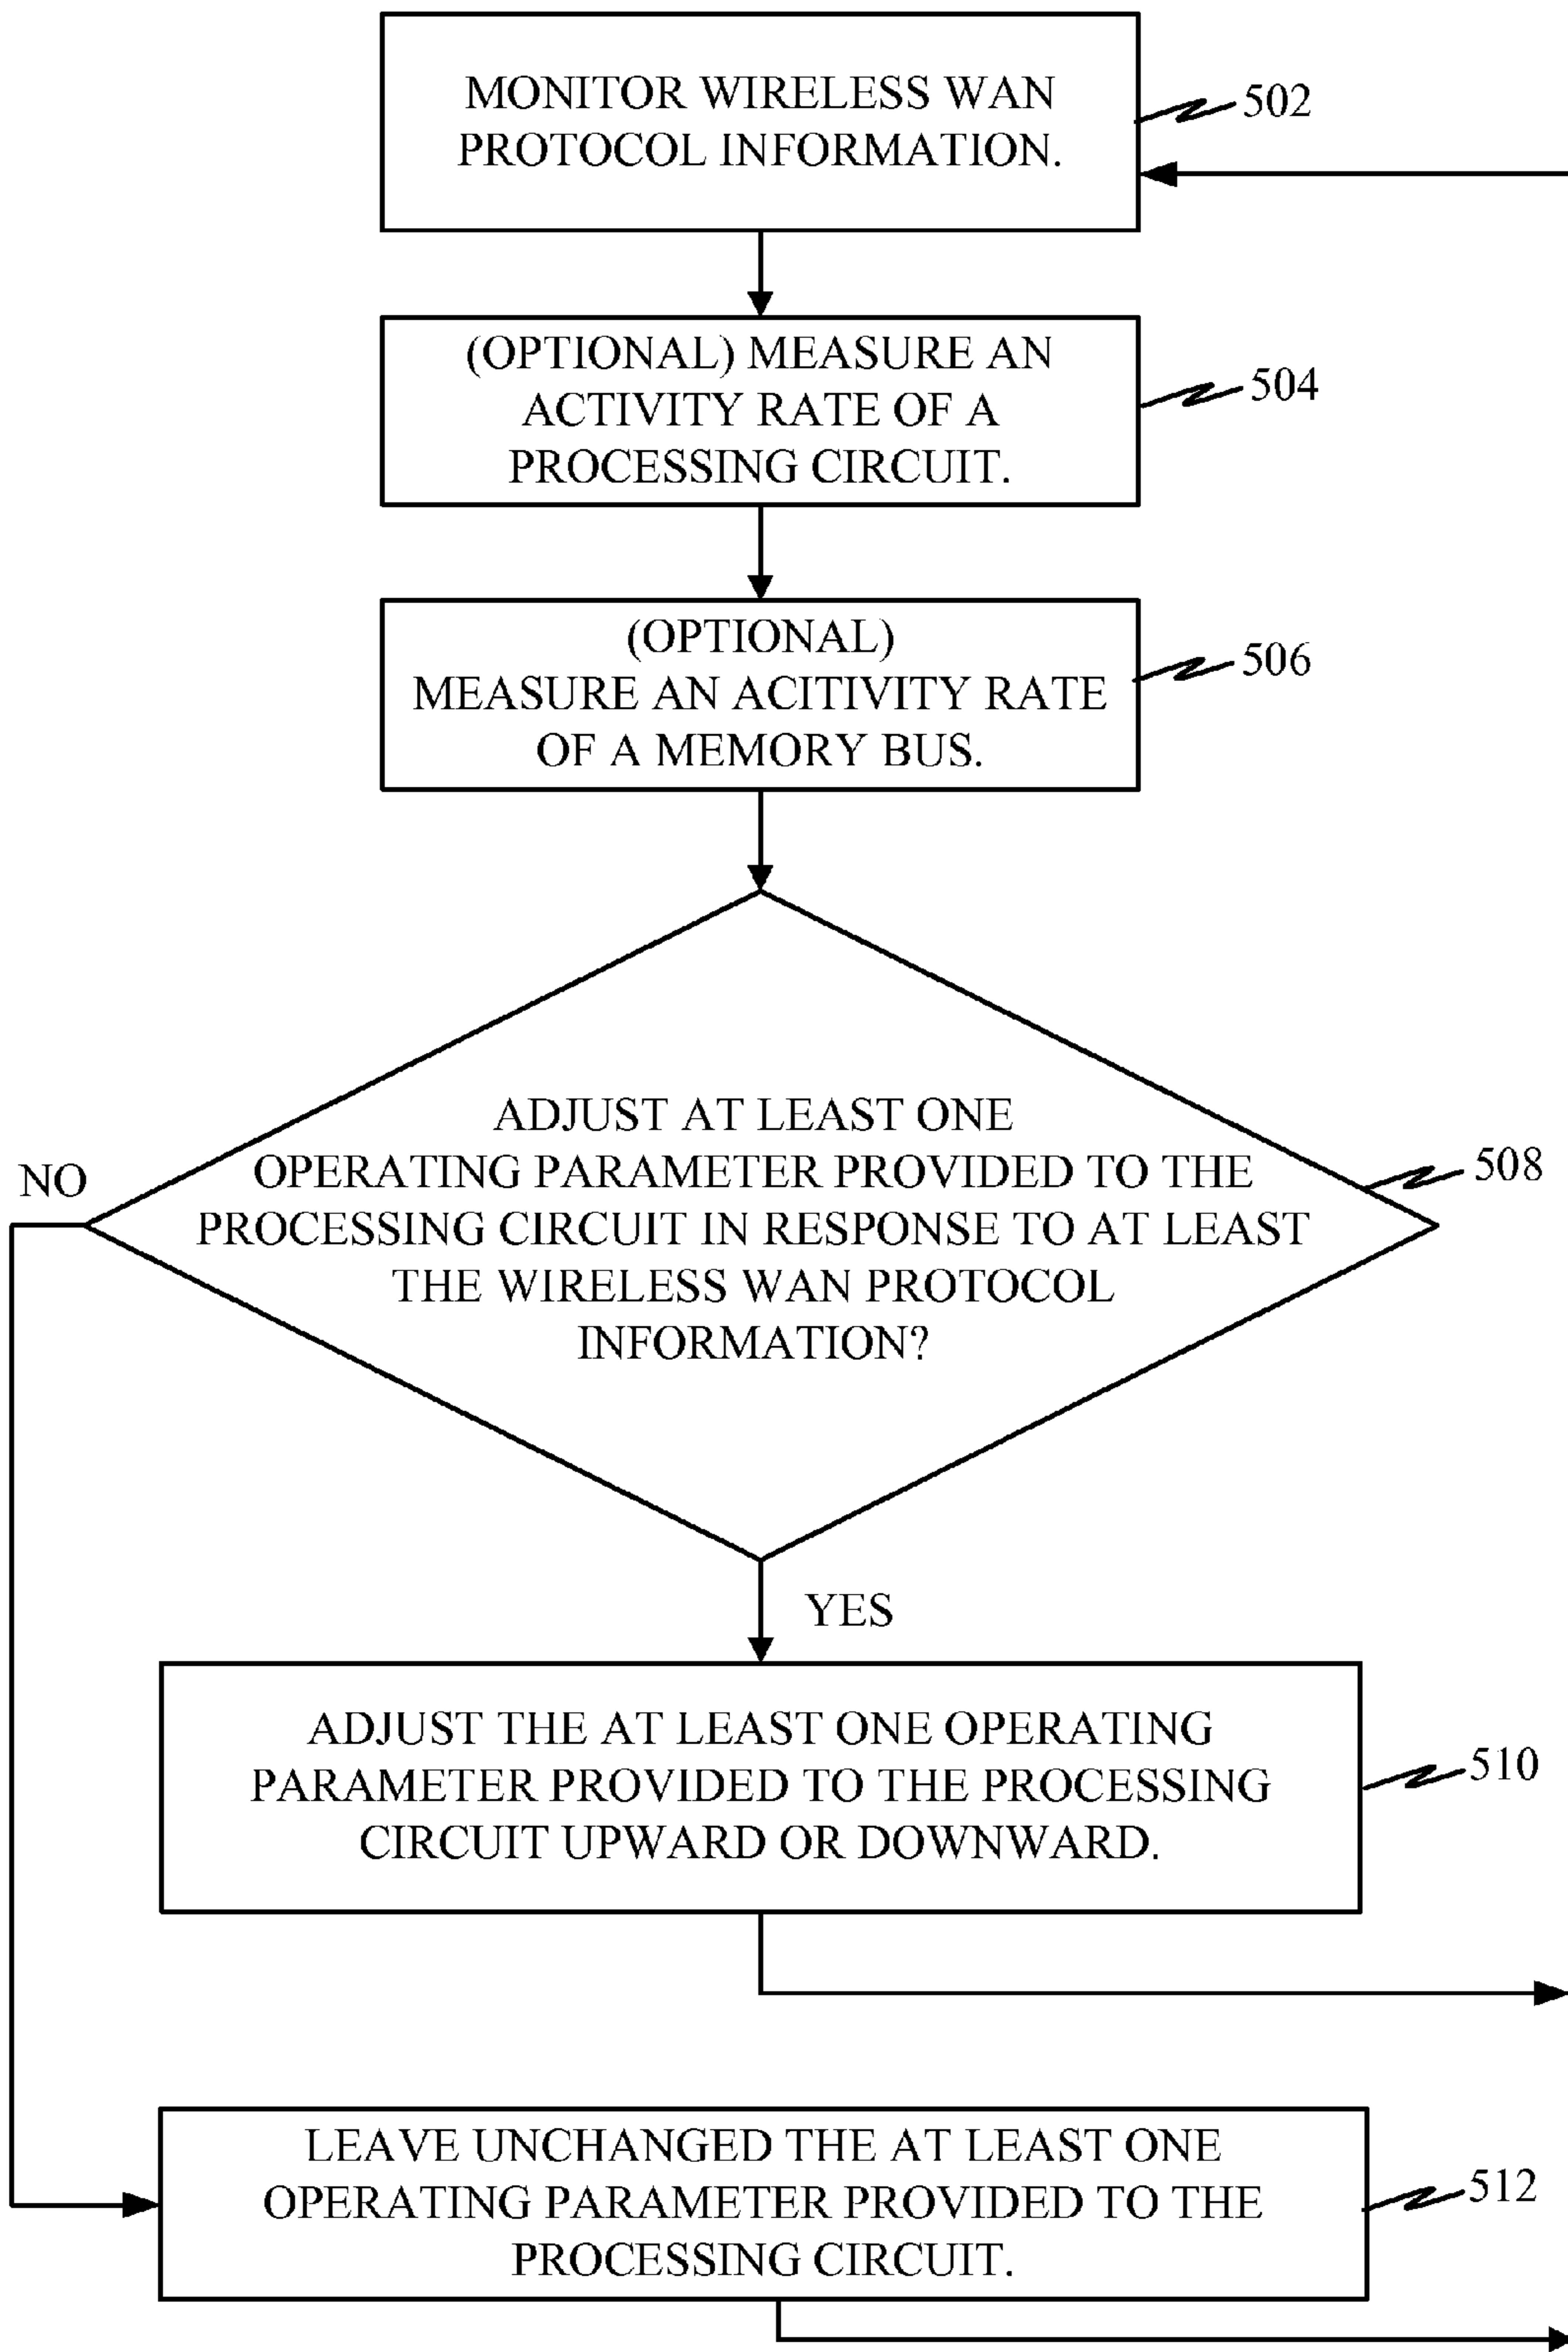 MONITOR WIRELESS WAN
PROTOCOL INFORMATION.
502
(OPTIONAL) MEASURE AN
ACTIVITY RATE OF A
PROCESSING CIRCUIT.
504
(OPTIONAL)
MEASURE AN ACITIVITY RATE
OF A MEMORY BUS.
506
ADJUST AT LEAST ONE
OPERATING PARAMETER PROVIDED TO THE
PROCESSING CIRCUIT IN RESPONSE TO AT LEAST
THE WIRELESS WAN PROTOCOL
INFORMATION?
508
NO
YES
ADJUST THE AT LEAST ONE OPERATING
PARAMETER PROVIDED TO THE PROCESSING
CIRCUIT UPWARD OR DOWNWARD.
510
LEAVE UNCHANGED THE AT LEAST ONE
OPERATING PARAMETER PROVIDED TO THE
PROCESSING CIRCUIT.
512